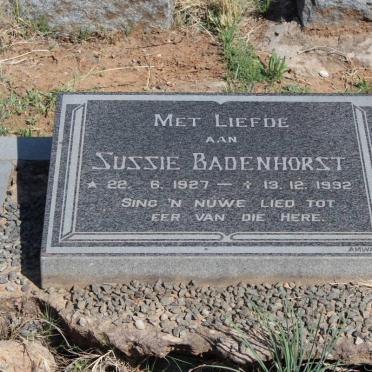 MET LIEFDE
AAN
SUSSIE BADENHORST
★ 22. 6. 1927 — ✝ 13. 12. 1992
SING 'N NUWE LIED TOT
EER VAN DIE HERE.